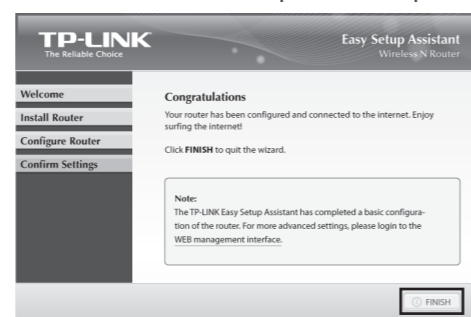 TP-LINK
The Reliable Choice
Easy Setup Assistant
Wireless N Router
Welcome
Install Router
Configure Router
Confirm Settings
Congratulations
Your router has been configured and connected to the internet. Enjoy
surfing the internet!
Click FINISH to quit the wizard.
Note:
The TP-LINK Easy Setup Assistant has completed a basic configura-
tion of the router. For more advanced settings, please login to the
WEB management interface.
FINISH